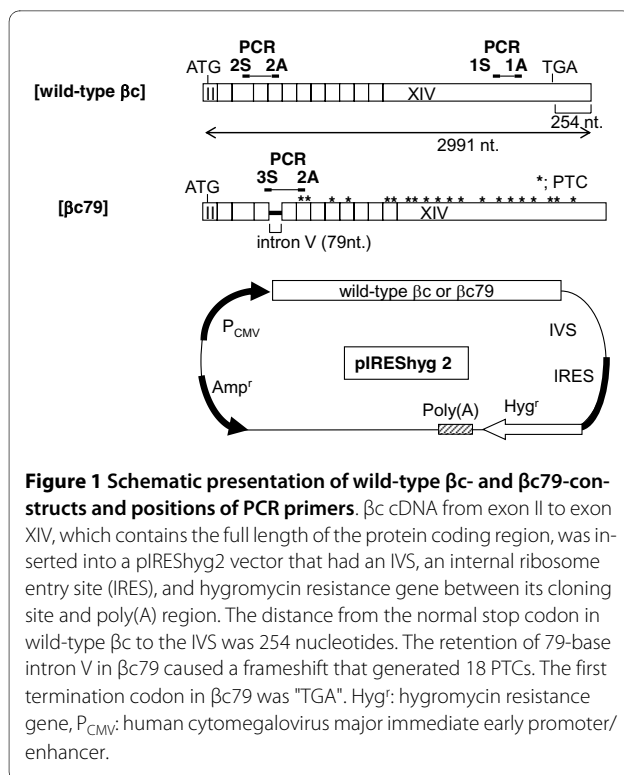 PCR PCR
ATG 2S 2A 1S 1A TGA
[wild-type βc] II XIV
254 nt.
2991 nt.
PCR
ATG 3S 2A *; PTC
** * * ** * * * * * * * * * ** *
[βc79] II XIV
intron V (79nt.)
wild-type βc or βc79
P_CMV IVS
pIREShyg 2
IRES
Amp^r
Poly(A) Hyg^r
Figure 1 Schematic presentation of wild-type βc- and βc79-con-
structs and positions of PCR primers. βc cDNA from exon II to exon
XIV, which contains the full length of the protein coding region, was in-
serted into a pIREShyg2 vector that had an IVS, an internal ribosome
entry site (IRES), and hygromycin resistance gene between its cloning
site and poly(A) region. The distance from the normal stop codon in
wild-type βc to the IVS was 254 nucleotides. The retention of 79-base
intron V in βc79 caused a frameshift that generated 18 PTCs. The first
termination codon in βc79 was "TGA". Hyg^r: hygromycin resistance
gene, P_CMV: human cytomegalovirus major immediate early promoter/
enhancer.